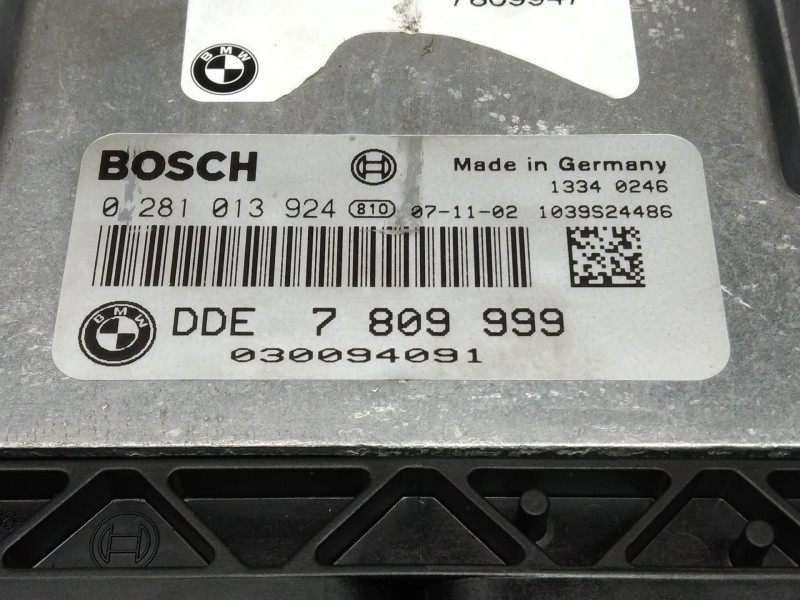 BMW
BOSCH
Made in Germany
1334 0246
0 281 013 924 810 07-11-02 1039S24486
BMW
DDE 7 809 999
030094091